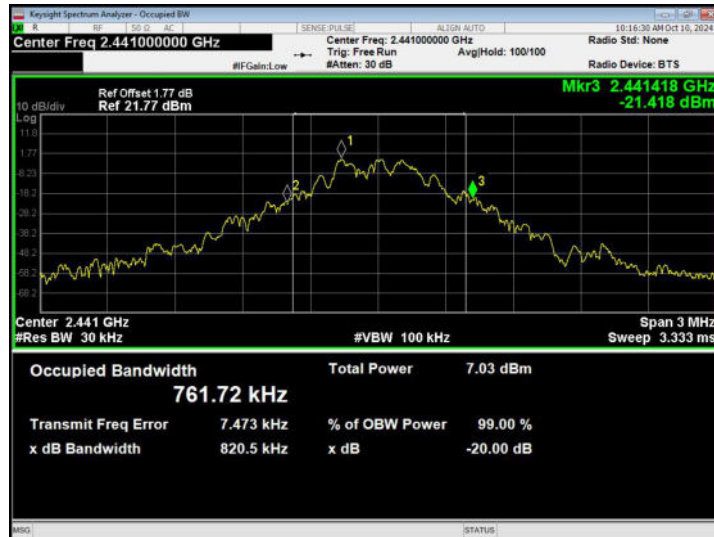 Keysight Spectrum Analyzer - Occupied BW
R RF 50 Ω AC SENSE:PULSE ALIGN AUTO 10:16:30 AM Oct 10, 2024
Center Freq 2.441000000 GHz Center Freq: 2.441000000 GHz Radio Std: None
Trig: Free Run Avg|Hold: 100/100
#IFGain:Low #Atten: 30 dB Radio Device: BTS
Mkr3 2.441418 GHz
Ref Offset 1.77 dB
10 dB/div Ref 21.77 dBm -21.418 dBm
Log
11.8
1.77
-8.23
-18.2
-28.2
-38.2
-48.2
-58.2
-68.2
1
2
3
Center 2.441 GHz Span 3 MHz
#Res BW 30 kHz #VBW 100 kHz Sweep 3.333 ms
Occupied Bandwidth Total Power 7.03 dBm
761.72 kHz
Transmit Freq Error 7.473 kHz % of OBW Power 99.00 %
x dB Bandwidth 820.5 kHz x dB -20.00 dB
MSG STATUS